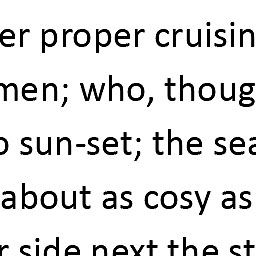 er proper cruisin
men; who, thoug
o sun-set; the sea
about as cosy as
r side next the st